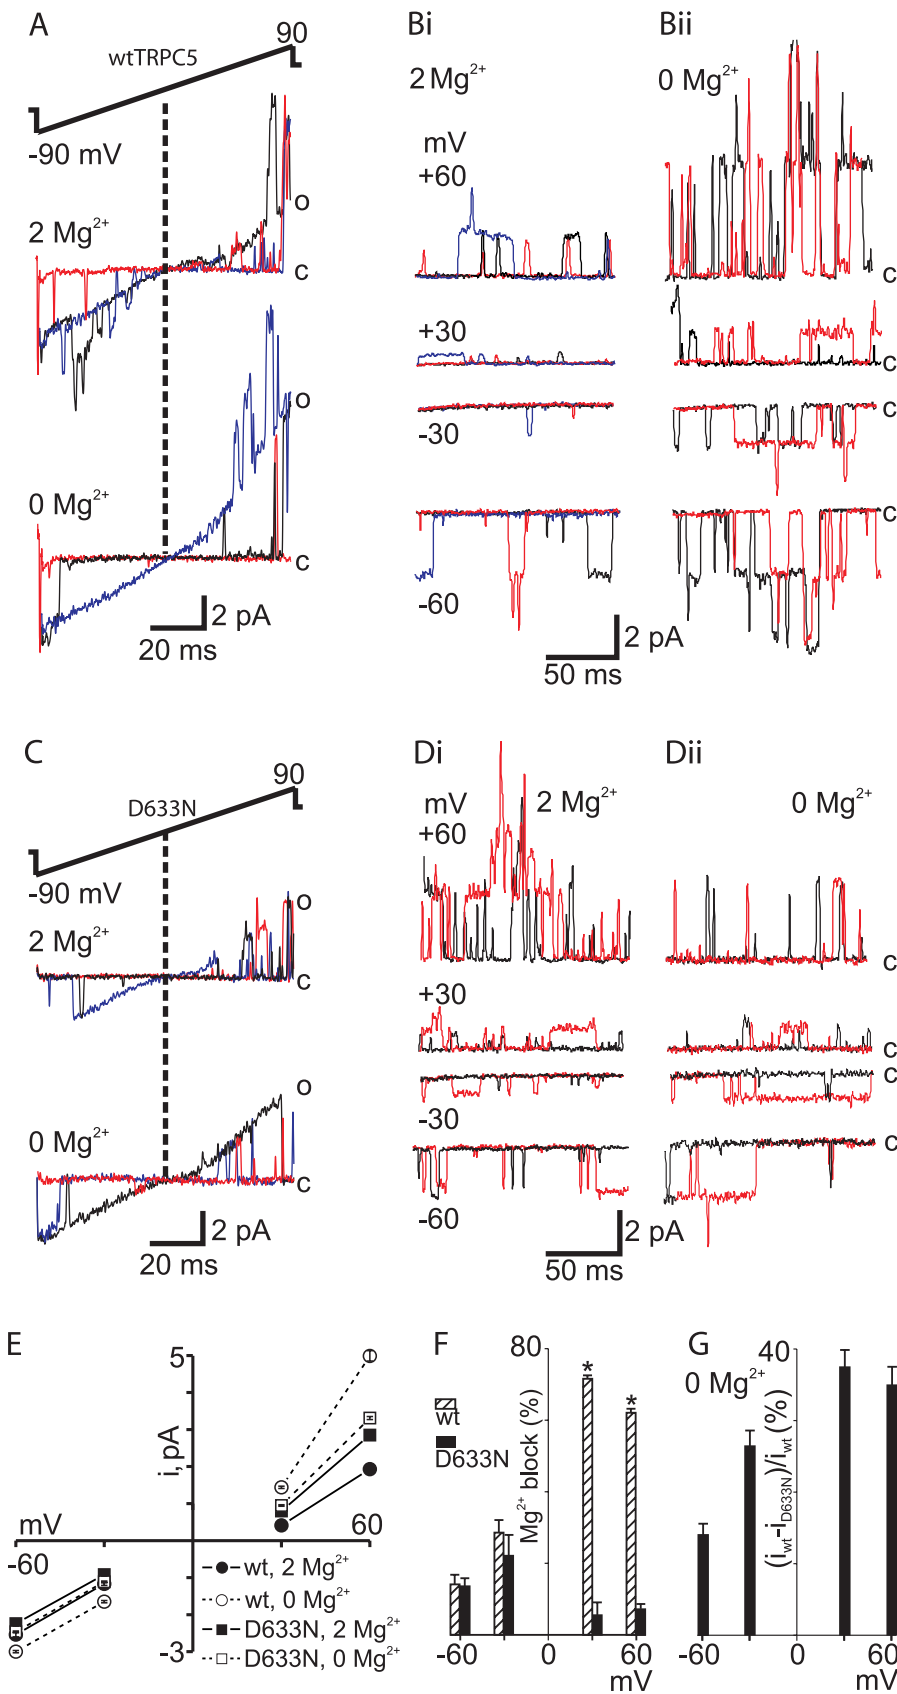 A
90
wtTRPC5
-90 mV
2 Mg²⁺
o
c
0 Mg²⁺
o
c
2 pA
20 ms
Bi
2 Mg²⁺
mV
+60
+30
-30
-60
2 pA
50 ms
Bii
0 Mg²⁺
c
c
c
c
C
90
D633N
-90 mV
2 Mg²⁺
o
c
0 Mg²⁺
o
c
2 pA
20 ms
Di
mV
2 Mg²⁺
+60
+30
-30
-60
2 pA
50 ms
Dii
0 Mg²⁺
c
c
c
c
E
5
i, pA
mV
60
-60
-3
wt, 2 Mg²⁺
wt, 0 Mg²⁺
D633N, 2 Mg²⁺
D633N, 0 Mg²⁺
F
80
wt
D633N
Mg²⁺ block (%)
*
*
-60
0
60
mV
G
40
0 Mg²⁺
(i_wt-i_D633N)/i_wt (%)
-60
0
60
mV